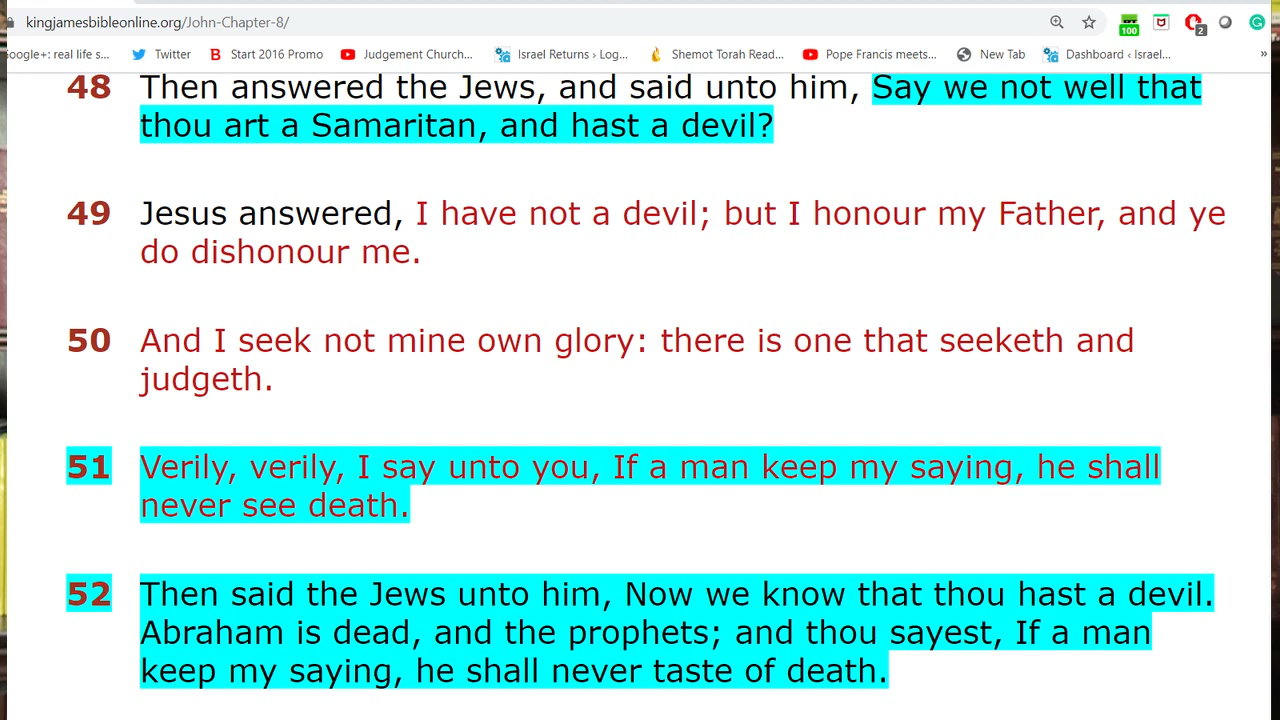 kingjamesbibleonline.org/John-Chapter-8/
100
2
Google+: real life s... Twitter Start 2016 Promo Judgement Church... Israel Returns › Log... Shemot Torah Read... Pope Francis meets... New Tab Dashboard ‹ Israel... »
48 Then answered the Jews, and said unto him, Say we not well that
thou art a Samaritan, and hast a devil?
49 Jesus answered, I have not a devil; but I honour my Father, and ye
do dishonour me.
50 And I seek not mine own glory: there is one that seeketh and
judgeth.
51 Verily, verily, I say unto you, If a man keep my saying, he shall
never see death.
52 Then said the Jews unto him, Now we know that thou hast a devil.
Abraham is dead, and the prophets; and thou sayest, If a man
keep my saying, he shall never taste of death.